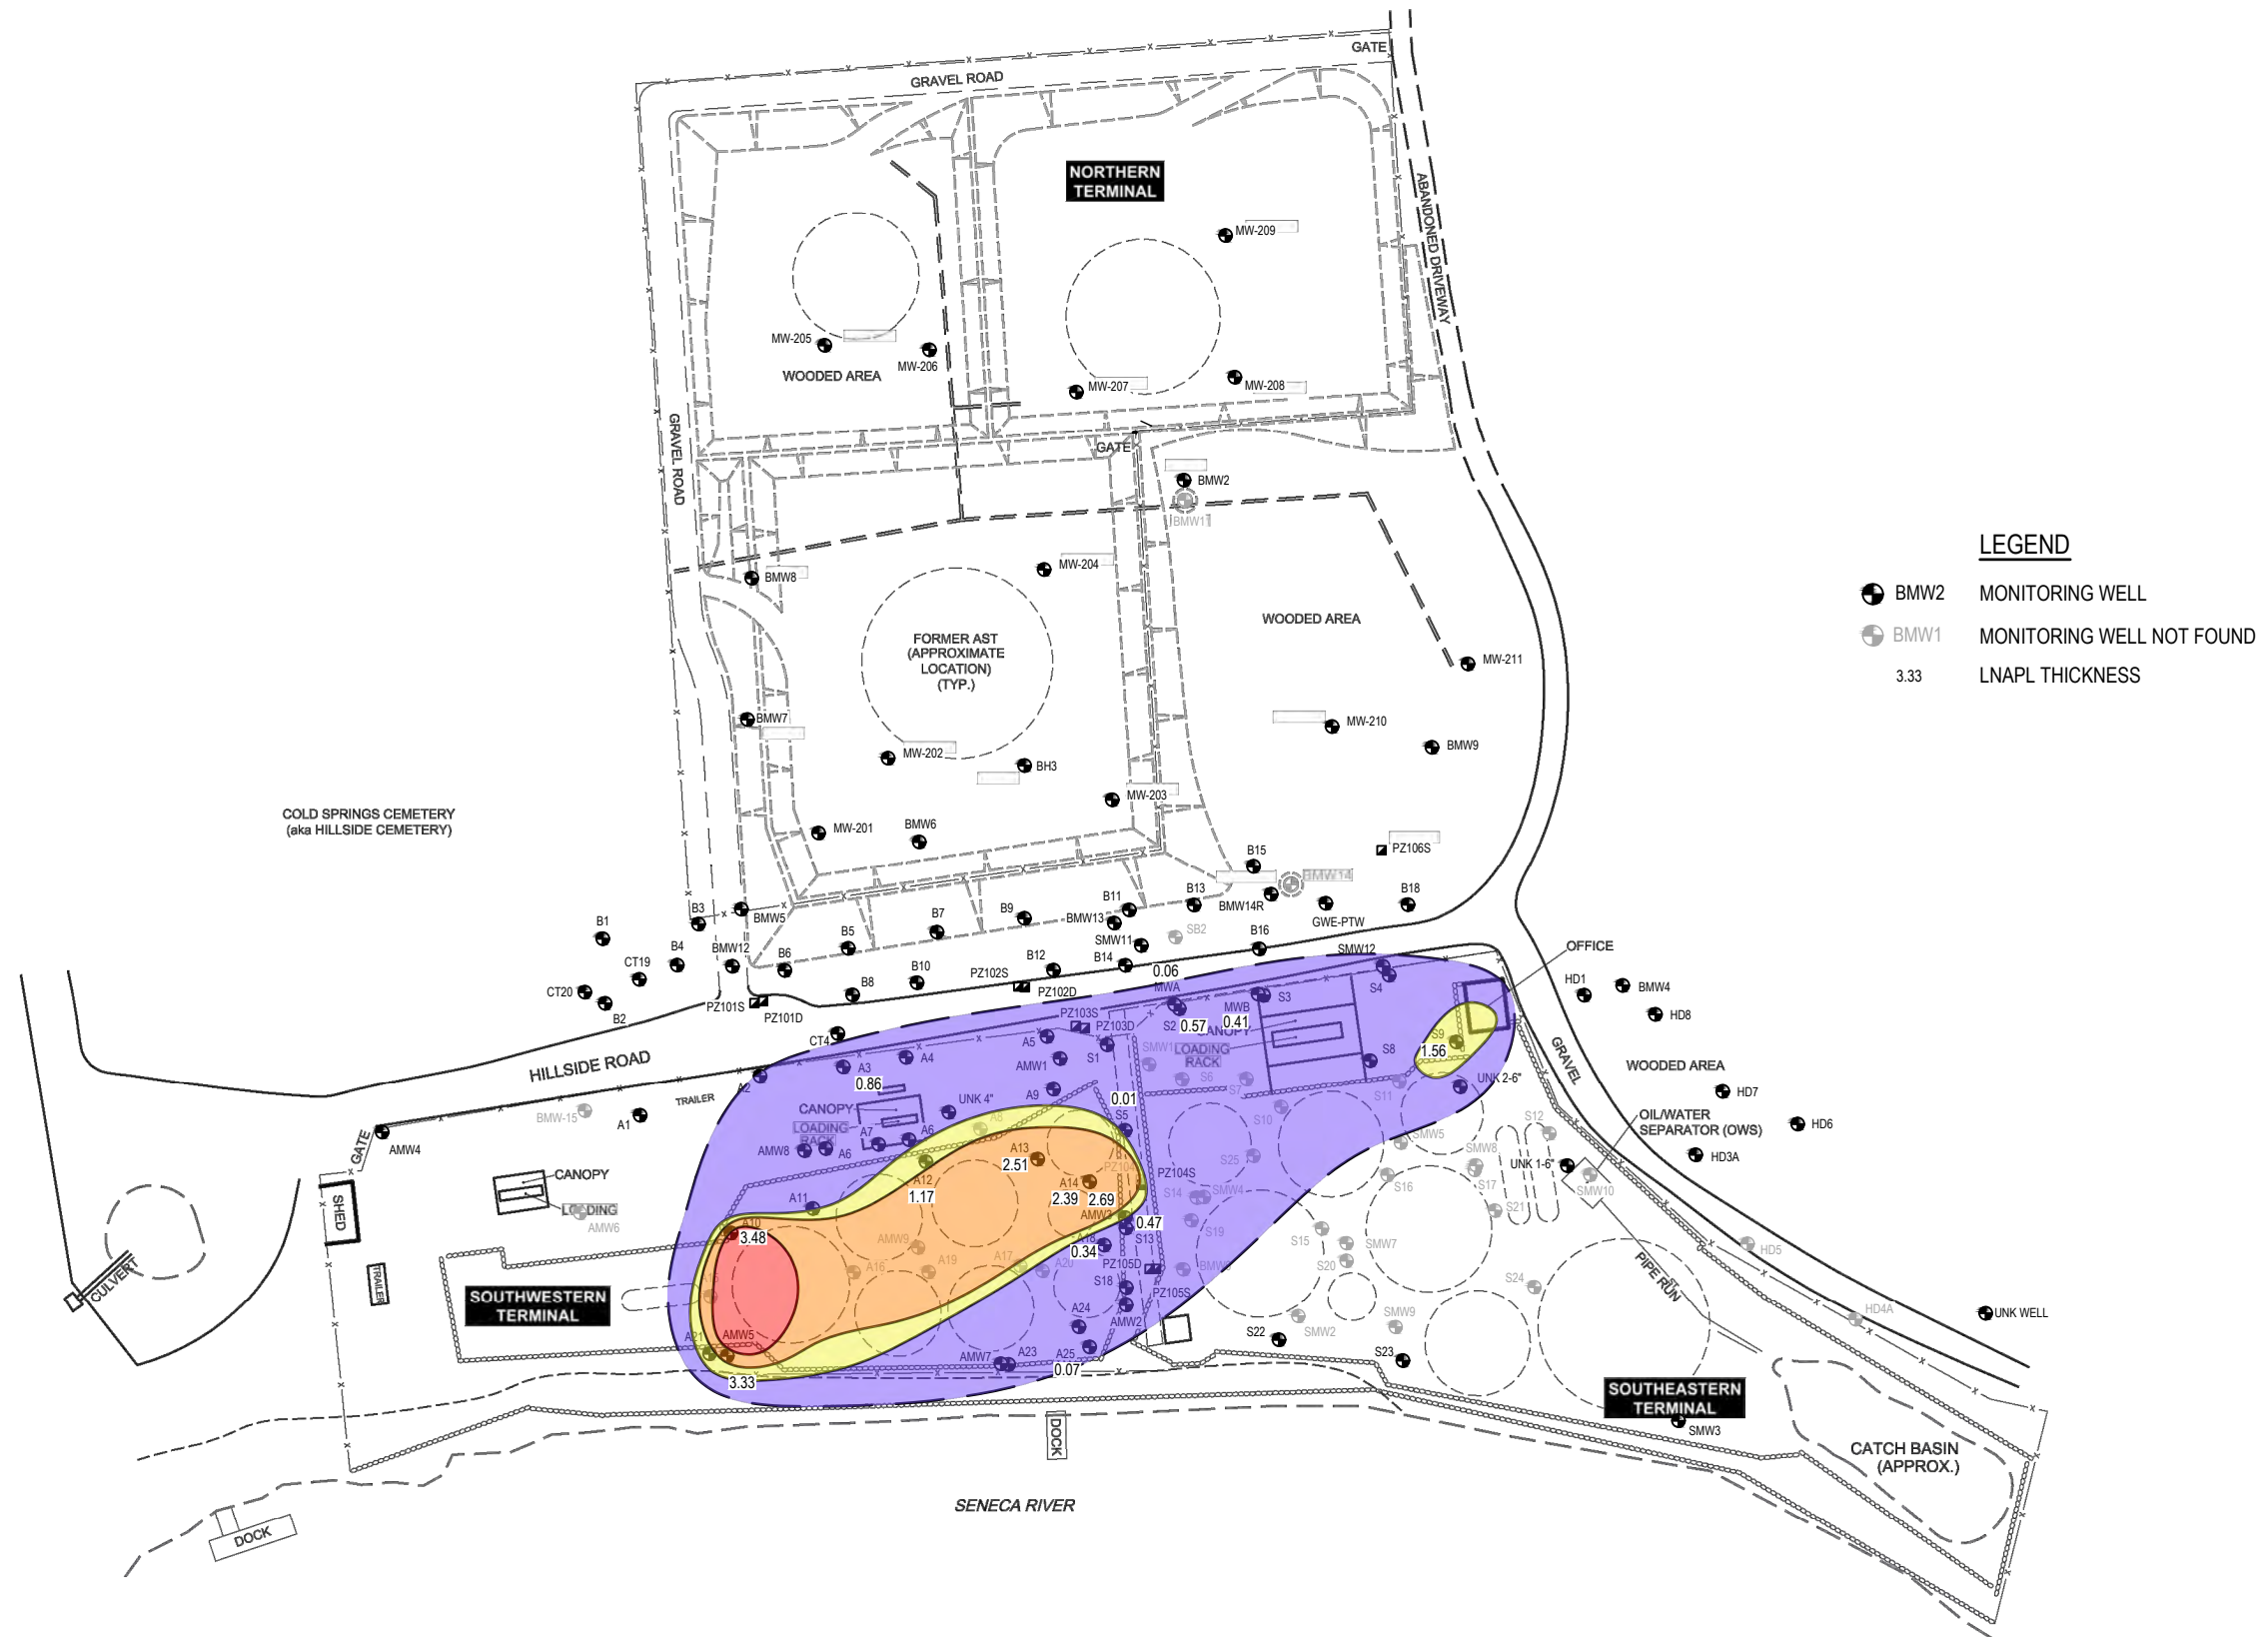 GATE
GRAVEL ROAD
NORTHERN
TERMINAL
ABANDONED DRIVEWAY
MW-209
MW-205
MW-206
WOODED AREA
MW-207
MW-208
GRAVEL ROAD
GATE
BMW2
BMW11
LEGEND
BMW2 MONITORING WELL
BMW1 MONITORING WELL NOT FOUND
3.33 LNAPL THICKNESS
BMW8
MW-204
WOODED AREA
FORMER AST
(APPROXIMATE
LOCATION)
(TYP.)
MW-211
BMW7
MW-210
MW-202
BMW9
BH3
MW-203
COLD SPRINGS CEMETERY
(aka HILLSIDE CEMETERY)
MW-201
BMW6
PZ106S
B15
BMW14
B1
B3
BMW5
B7
B9
B11
BMW13
B13
BMW14R
GWE-PTW
B18
B5
SMW11
SB2
B16
SMW12
OFFICE
B4
BMW12
B6
CT19
B10
B12
B14
0.06
CT20
B2
PZ101S
PZ101D
B8
PZ102S
PZ102D
MWA
MWB
S3
S4
HD1
BMW4
HD8
CT4
PZ103S
PZ103D
S2
0.57
0.41
CANOPY
A5
S1
SMW1
LOADING
RACK
S8
S9
1.56
GRAVEL
HILLSIDE ROAD
A2
A3
A4
0.86
AMW1
S6
S7
UNK 2-6"
WOODED AREA
TRAILER
A9
0.01
S11
HD7
BMW-15
A1
CANOPY
UNK 4"
S5
S10
S12
OIL/WATER
SEPARATOR (OWS)
HD6
GATE
AMW4
LOADING
RACK
A7
A6
A8
SMW5
AMW8
A6
A13
2.51
S25
SMW8
UNK 1-6"
HD3A
CANOPY
A12
1.17
PZ104
PZ104S
A14
2.39
2.69
S14
SMW4
S16
S17
SMW10
SHED
LOADING
AMW6
A11
A10
3.48
AMW3
0.47
S13
S19
S21
AMW9
A18
0.34
S15
SMW7
HD5
CULVERT
TRAILER
A15
A16
A19
A17
A20
PZ105D
S20
PIPE RUN
SOUTHWESTERN
TERMINAL
S18
PZ105S
S24
A24
AMW2
SMW2
SMW9
HD4A
UNK WELL
A21
AMW5
S22
AMW7
A23
A25
0.07
S23
3.33
SOUTHEASTERN
TERMINAL
SMW3
DOCK
CATCH BASIN
(APPROX.)
SENECA RIVER
DOCK